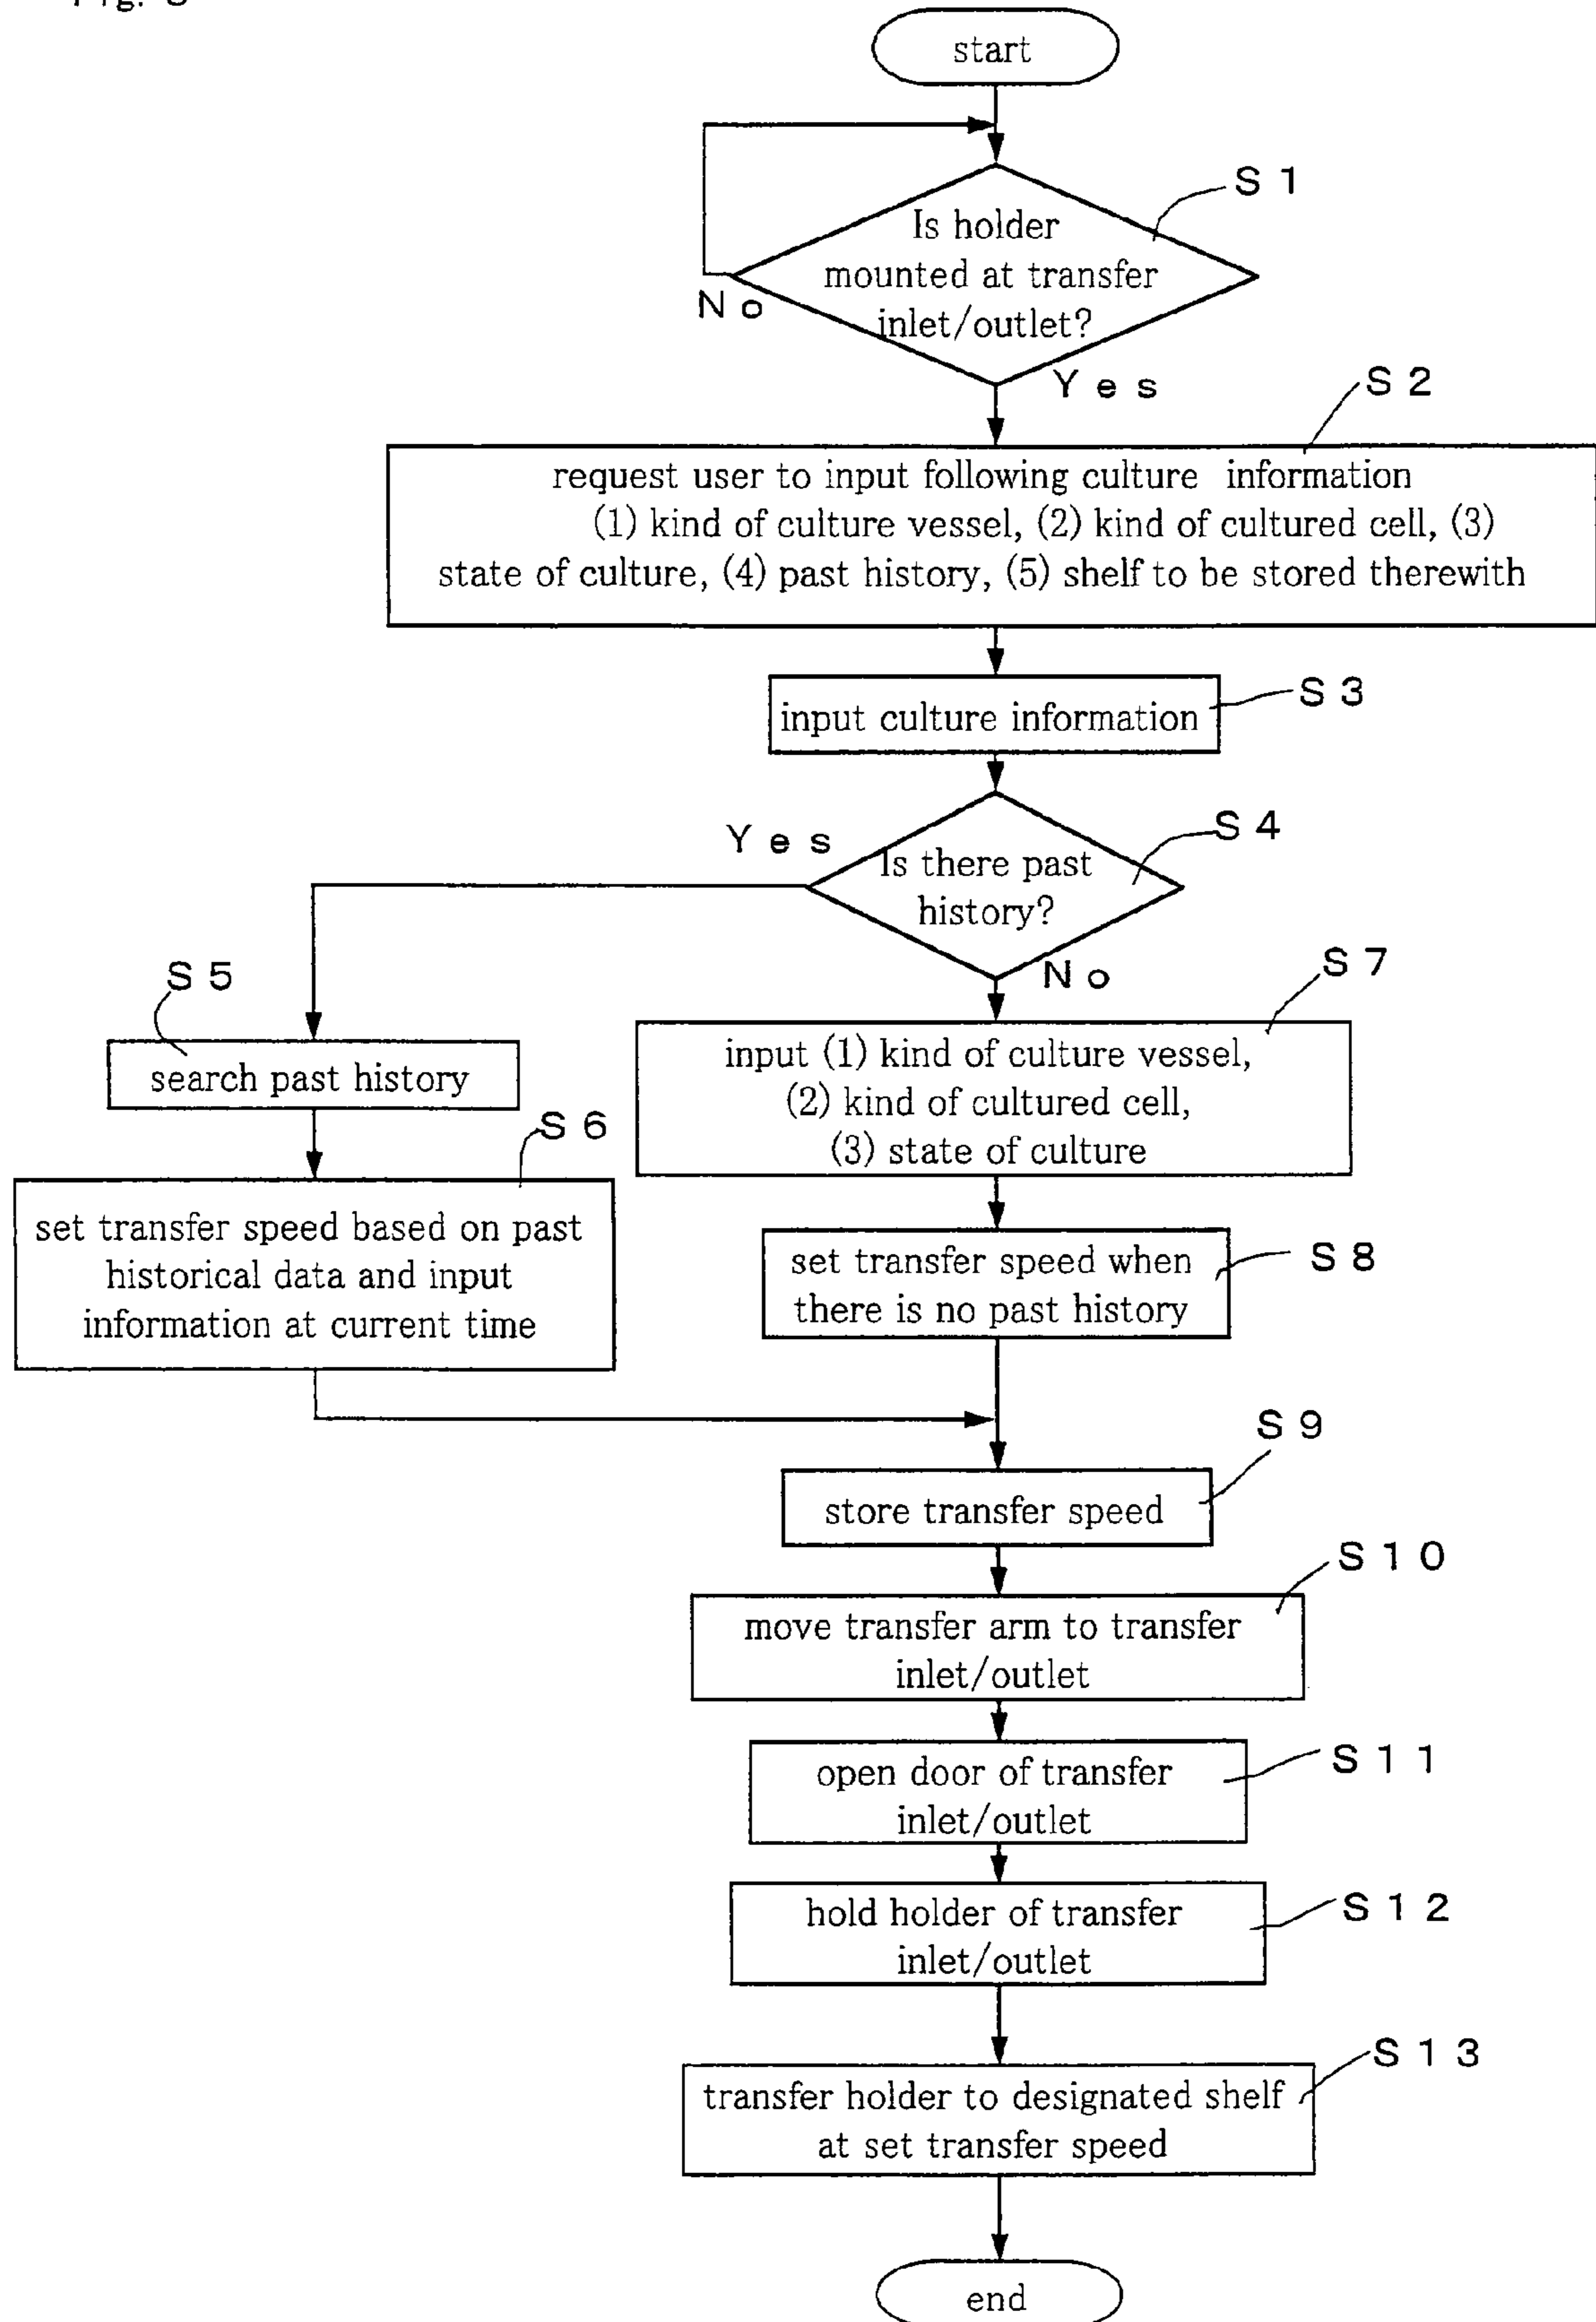 start
S 1
Is holder
mounted at transfer
inlet/outlet?
No
Yes
S 2
request user to input following culture information
(1) kind of culture vessel, (2) kind of cultured cell, (3)
state of culture, (4) past history, (5) shelf to be stored therewith
S 3
input culture information
S 4
Yes
Is there past
history?
No
S 5
search past history
S 6
set transfer speed based on past
historical data and input
information at current time
S 7
input (1) kind of culture vessel,
(2) kind of cultured cell,
(3) state of culture
S 8
set transfer speed when
there is no past history
S 9
store transfer speed
S 1 0
move transfer arm to transfer
inlet/outlet
S 1 1
open door of transfer
inlet/outlet
S 1 2
hold holder of transfer
inlet/outlet
S 1 3
transfer holder to designated shelf
at set transfer speed
end